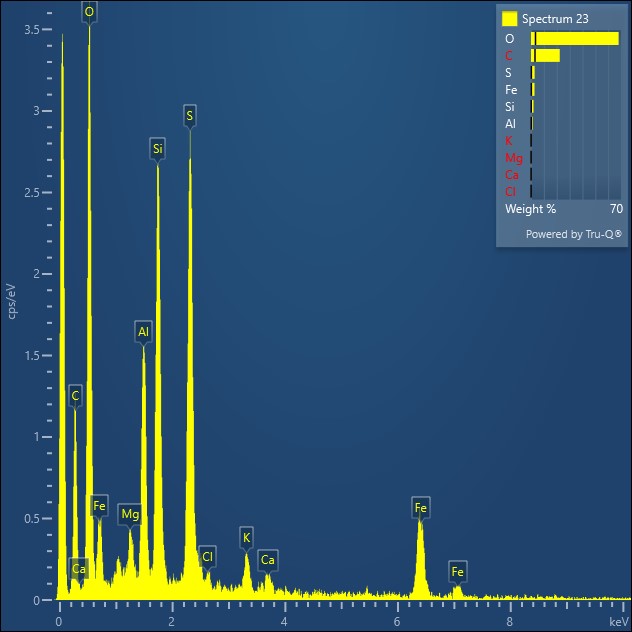 O
Spectrum 23
3.5
O
C
S
Fe
3
S
Si
Al
Si
K
Mg
2.5
Ca
Cl
Weight % 70
Powered by Tru-Q®
2
cps/eV
Al
1.5
C
1
Fe
Mg
Fe
0.5
K
Cl
Ca
Ca
Fe
0
0 2 4 6 8 keV